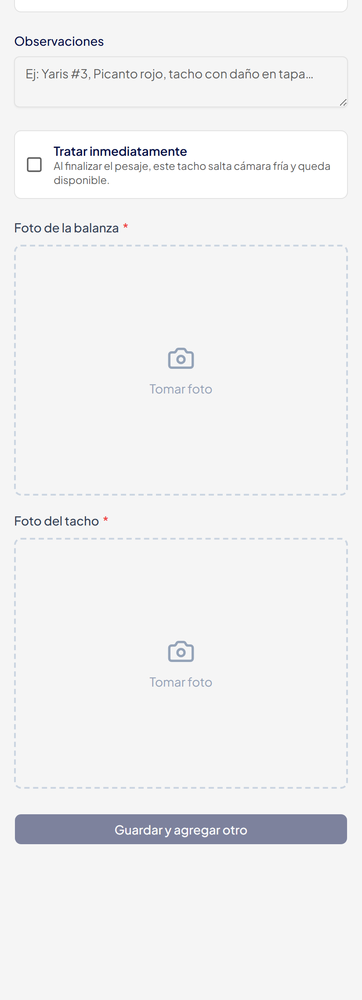 Observaciones
Ej: Yaris #3, Picanto rojo, tacho con daño en tapa...
Tratar inmediatamente
Al finalizar el pesaje, este tacho salta cámara fría y queda
disponible.
Foto de la balanza *
Tomar foto
Foto del tacho *
Tomar foto
Guardar y agregar otro